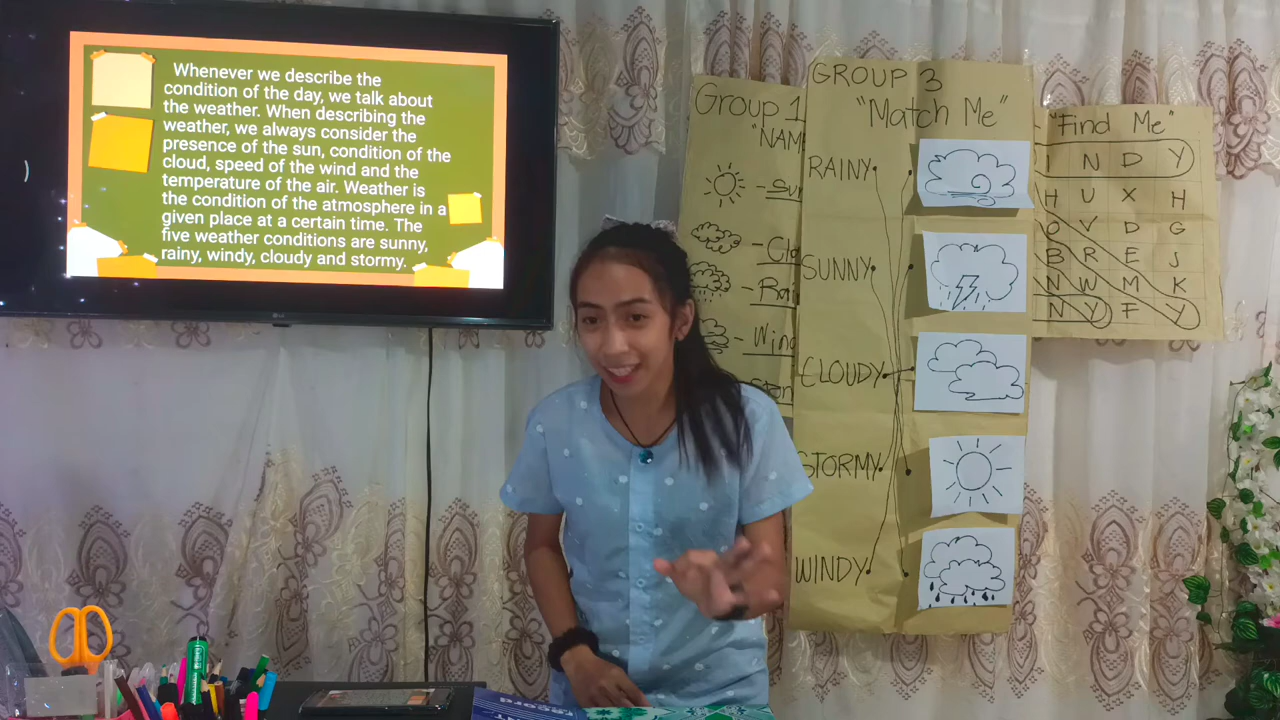 Whenever we describe the
condition of the day, we talk about
the weather. When describing the
weather, we always consider the
presence of the sun, condition of the
cloud, speed of the wind and the
temperature of the air. Weather is
the condition of the atmosphere in a
given place at a certain time. The
five weather conditions are sunny,
rainy, windy, cloudy and stormy.
LG
Group 1
GROUP 3
"Match Me"
RAINY
SUNNY
CLOUDY
STORMY
WINDY
"Find Me"
I N D Y
H U X H
O V D G
B R E J
N W M K
N Y F Y
record